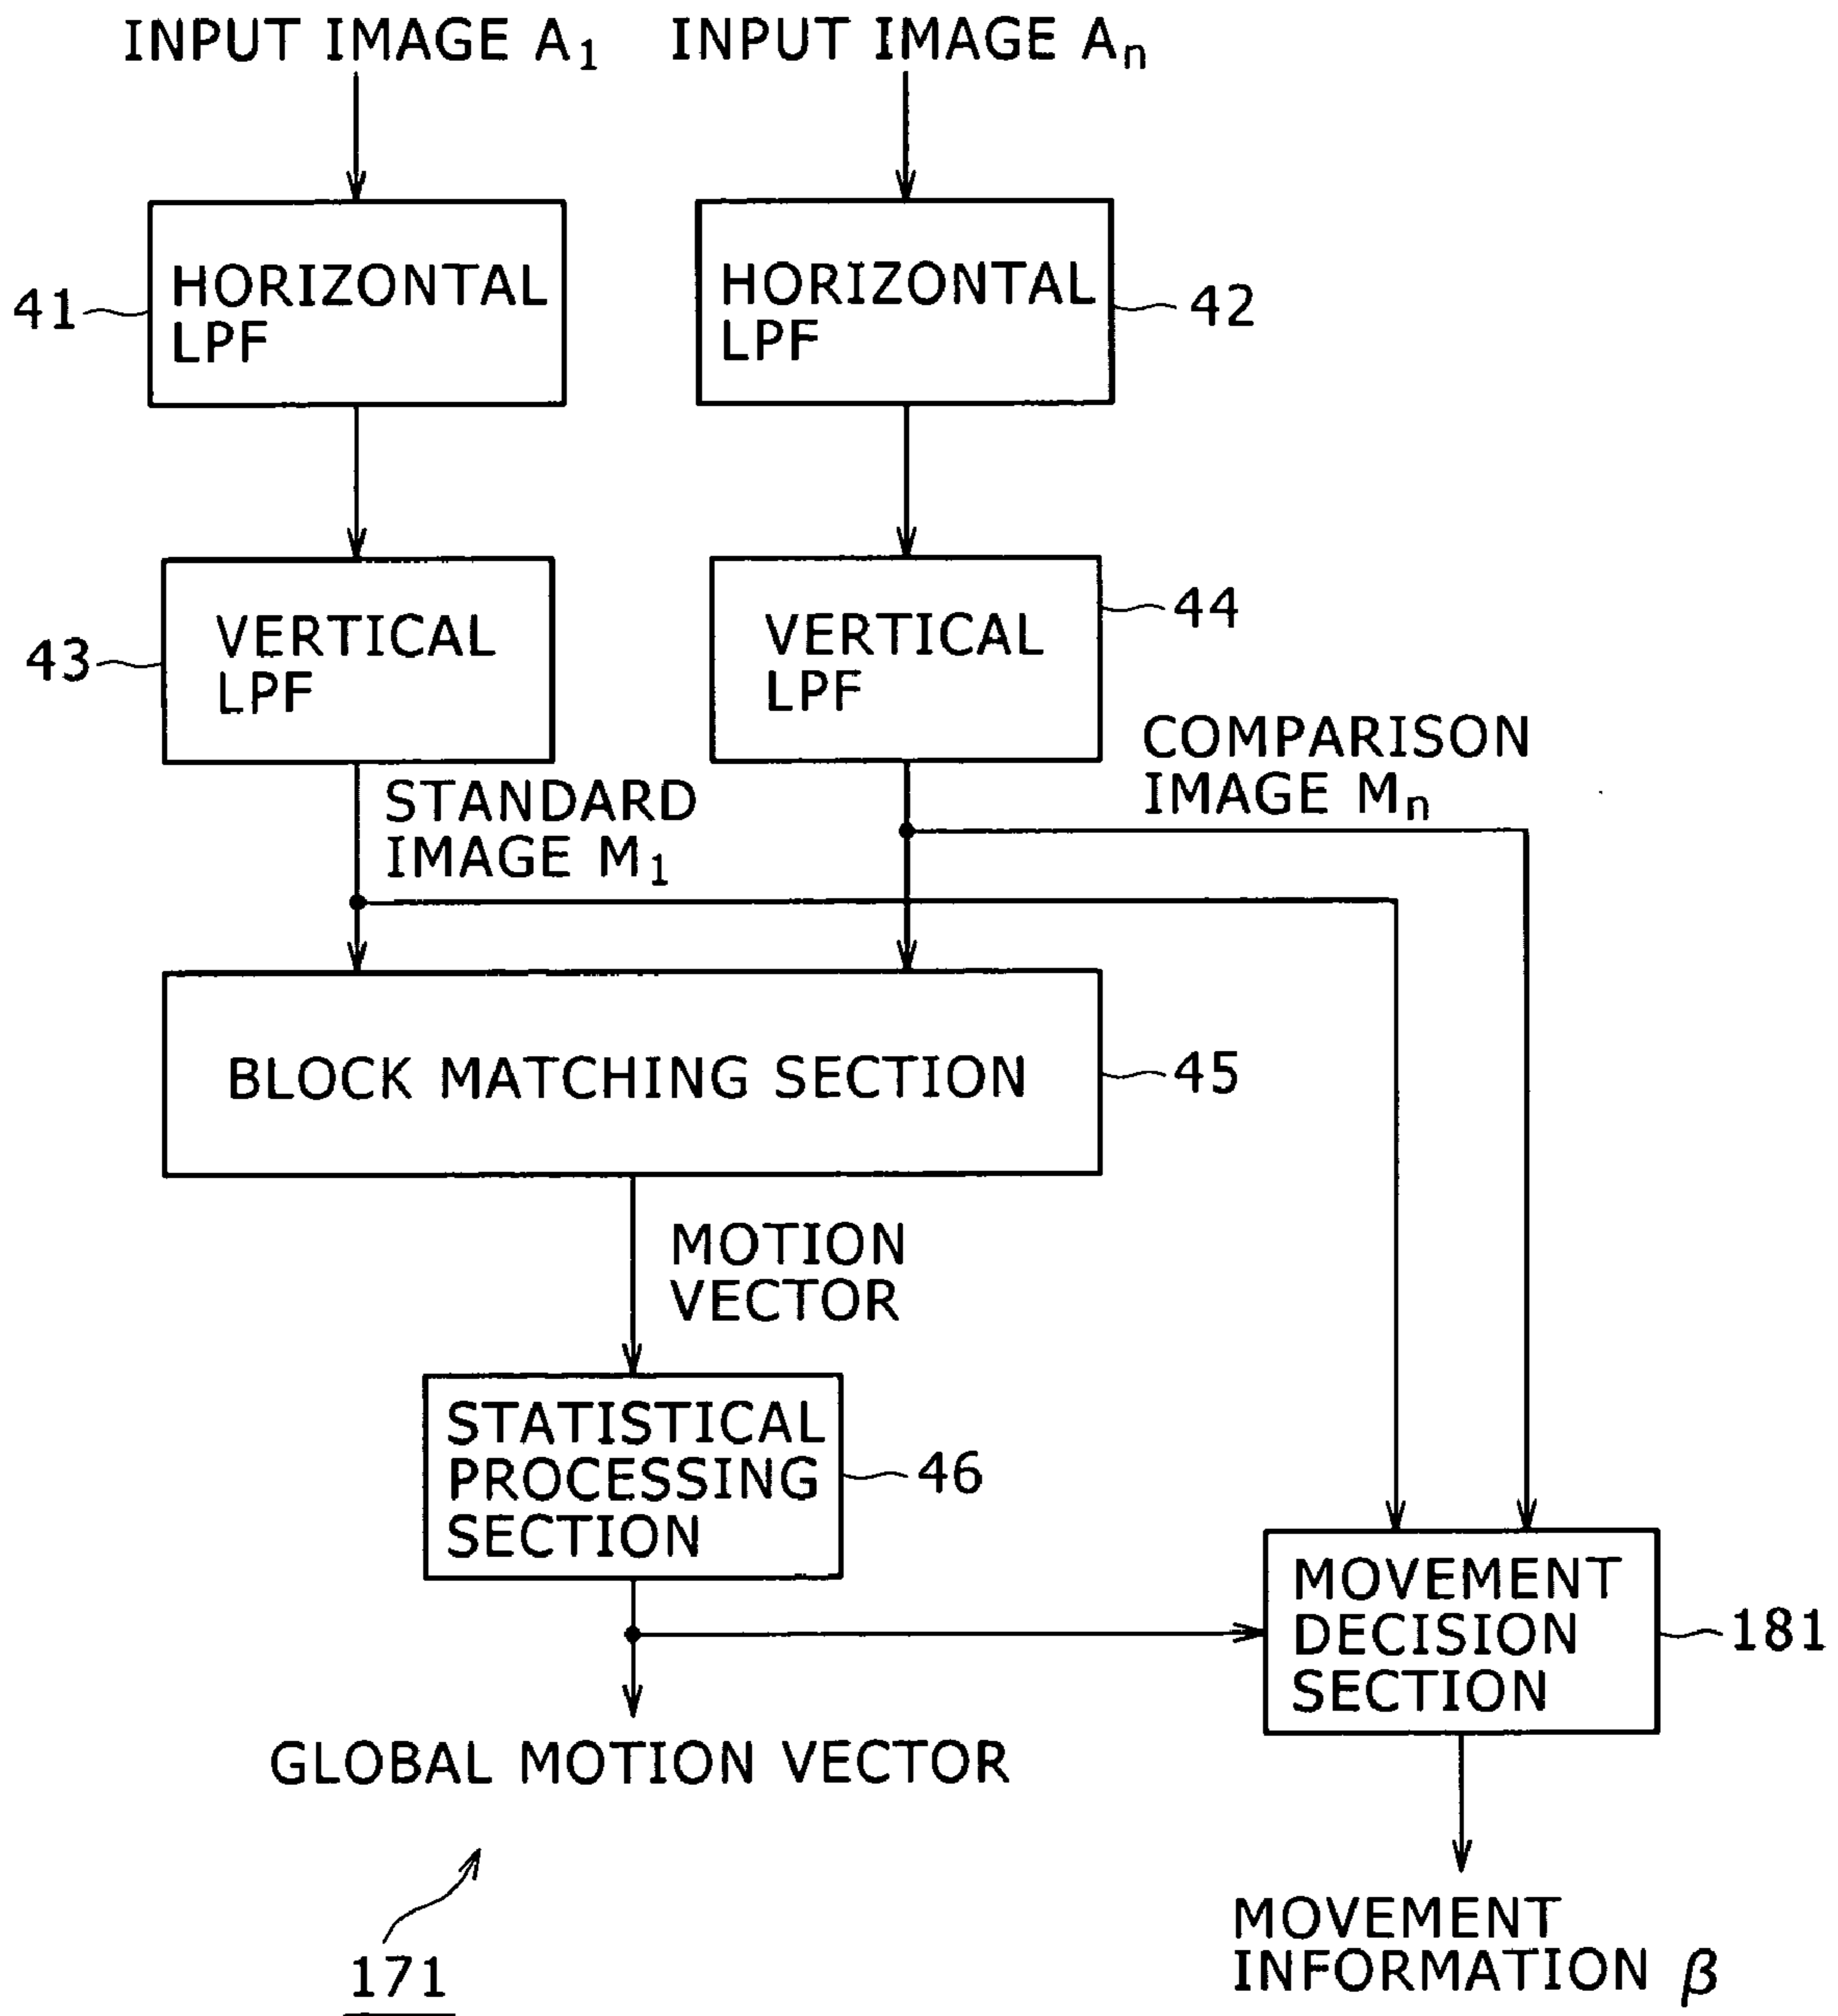 INPUT IMAGE A1
INPUT IMAGE An
HORIZONTAL
LPF
41
HORIZONTAL
LPF
42
VERTICAL
LPF
43
VERTICAL
LPF
44
COMPARISON
IMAGE Mn
STANDARD
IMAGE M1
BLOCK MATCHING SECTION
45
MOTION
VECTOR
STATISTICAL
PROCESSING
SECTION
46
MOVEMENT
DECISION
SECTION
181
GLOBAL MOTION VECTOR
MOVEMENT
INFORMATION β
171